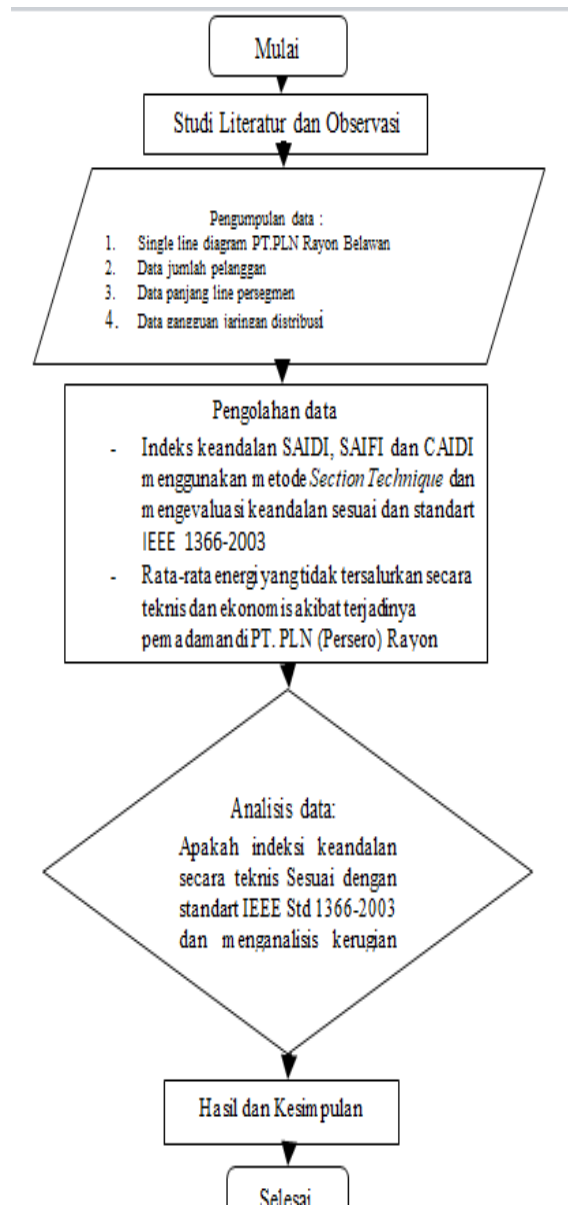 Mulai
Studi Literatur dan Observasi
Pengumpulan data :
1. Single line diagram PT.PLN Rayon Belawan
2. Data jumlah pelanggan
3. Data panjang line persegmen
4. Data gangguan jaringan distribusi
Pengolahan data
- Indeks keandalan SAIDI, SAIFI dan CAIDI
menggunakan metode Section Technique dan
mengevaluasi keandalan sesuai dan standart
IEEE 1366-2003
- Rata-rata energi yang tidak tersalurkan secara
teknis dan ekonomis akibat terjadinya
pemadaman di PT. PLN (Persero) Rayon
Analisis data:
Apakah indeksi keandalan
secara teknis Sesuai dengan
standart IEEE Std 1366-2003
dan menganalisis kerugian
Hasil dan Kesimpulan
Selesai